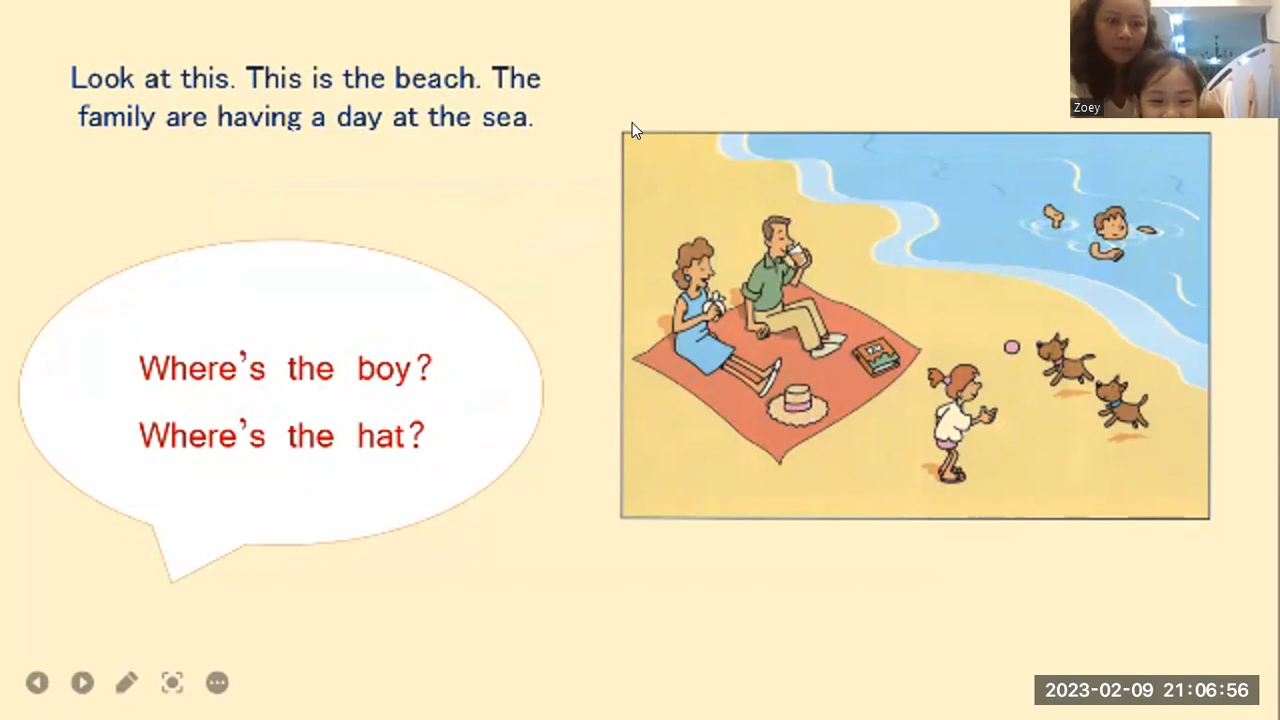 Look at this. This is the beach. The
family are having a day at the sea.
Where's the boy?
Where's the hat?
Zoey
2023-02-09 21:06:56